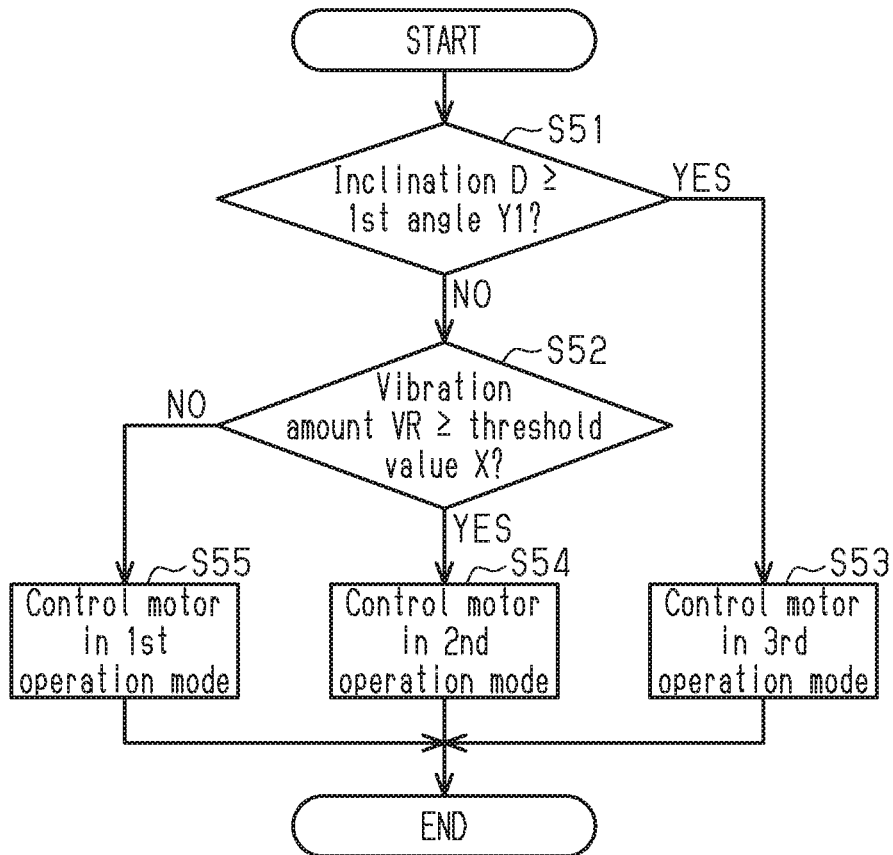 START
S51
Inclination D ≥
1st angle Y1?
YES
NO
S52
Vibration
amount VR ≥ threshold
value X?
NO
YES
S55
Control motor
in 1st
operation mode
S54
Control motor
in 2nd
operation mode
S53
Control motor
in 3rd
operation mode
END